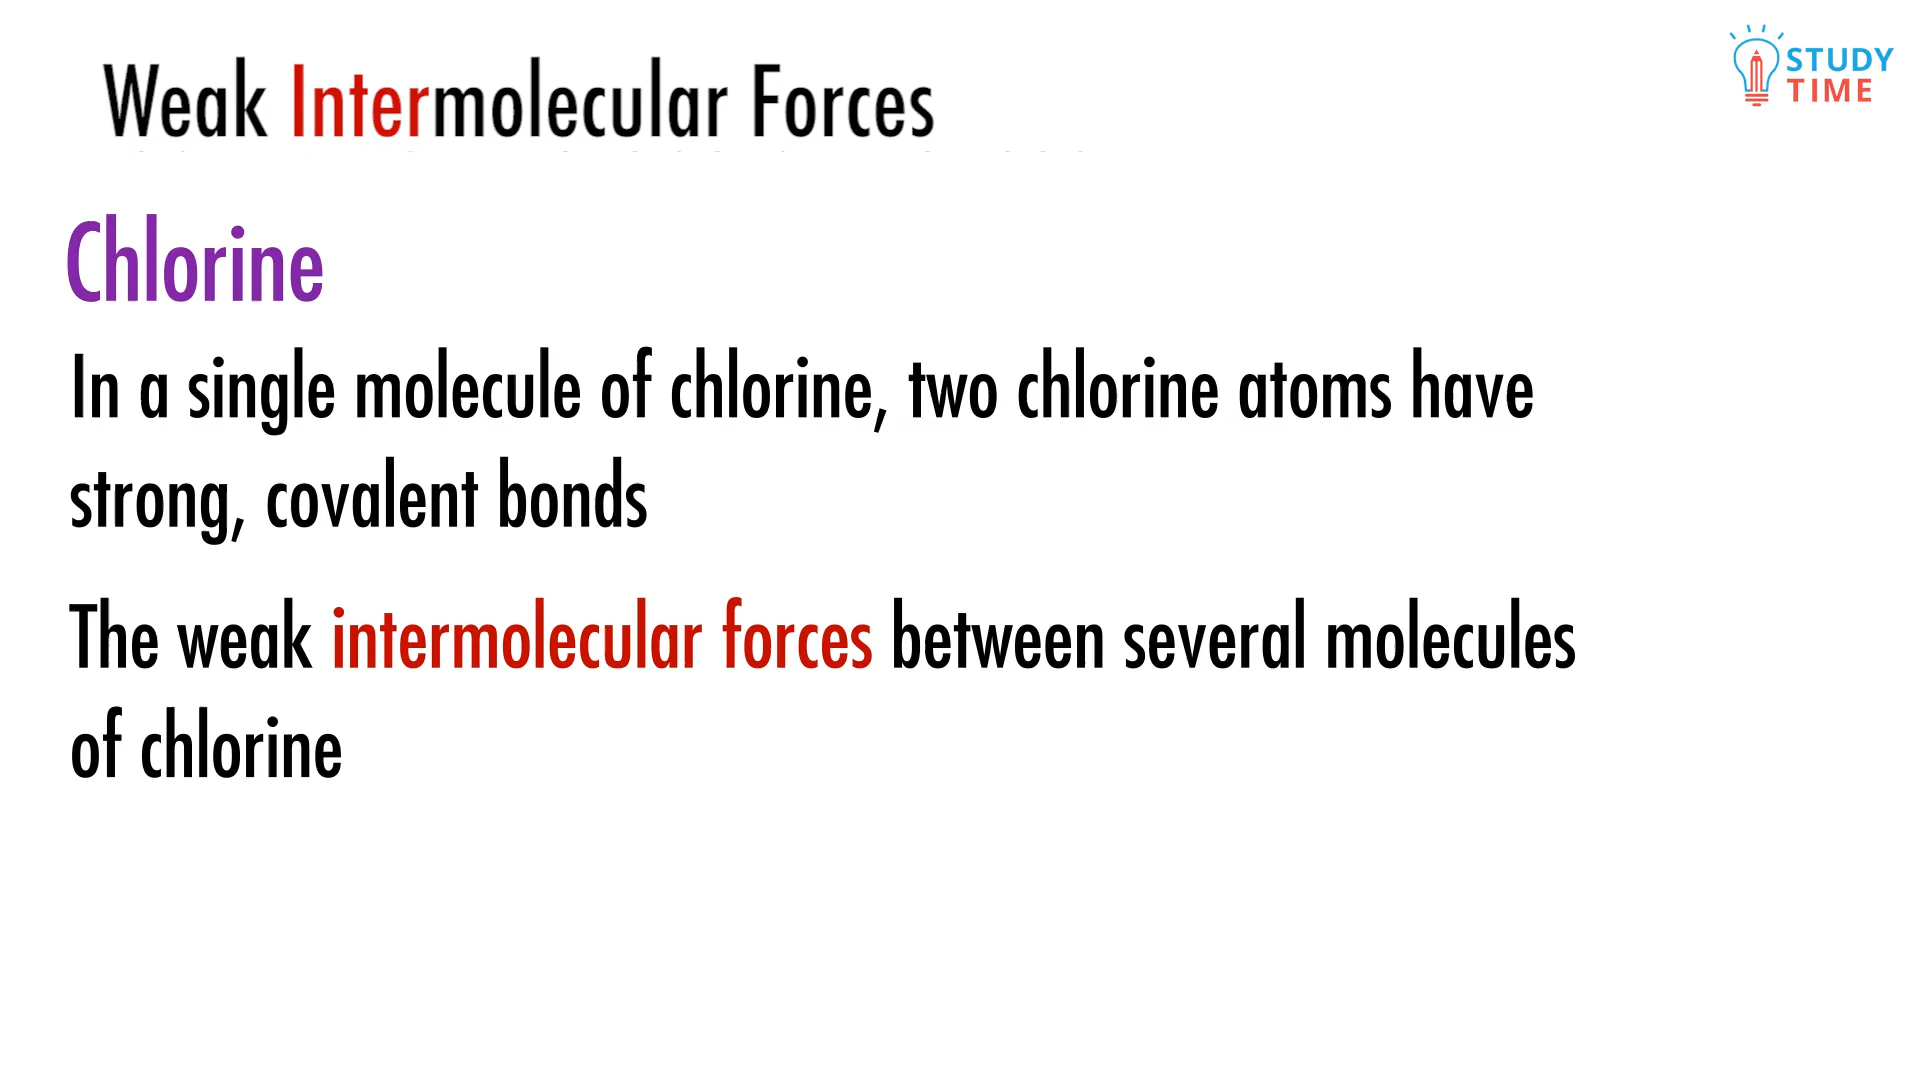 STUDY
TIME
Weak Intermolecular Forces
Chlorine
In a single molecule of chlorine, two chlorine atoms have
strong, covalent bonds
The weak intermolecular forces between several molecules
of chlorine